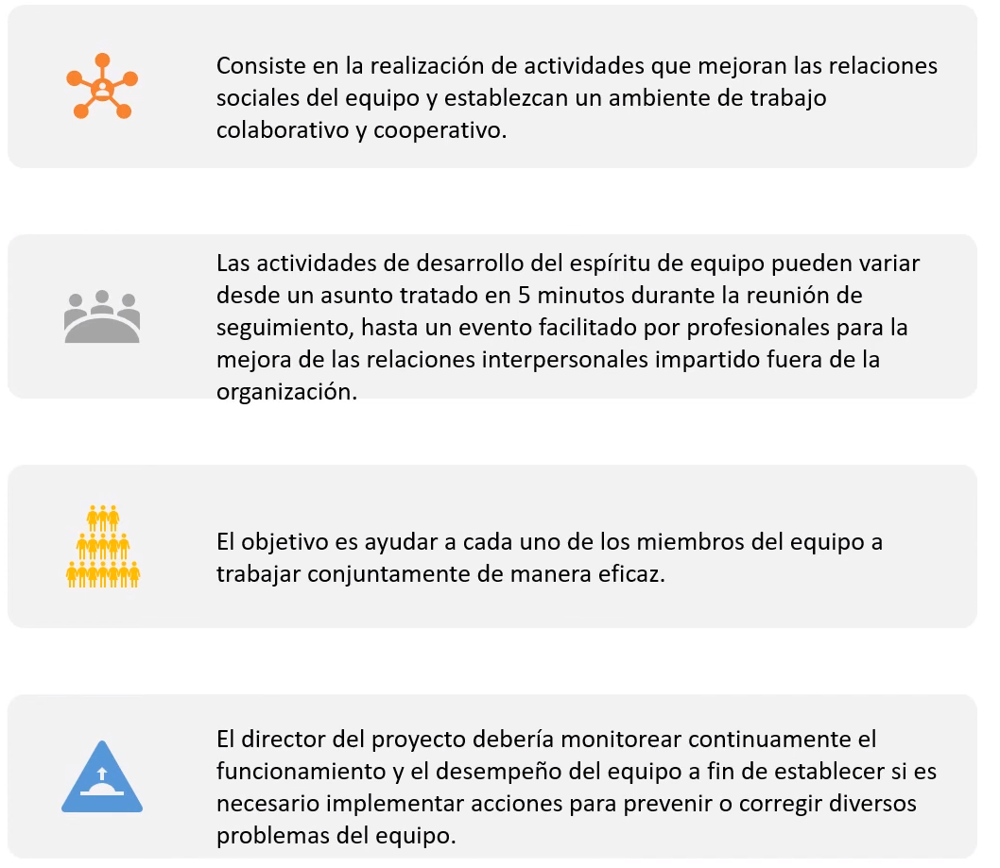 Consiste en la realización de actividades que mejoran las relaciones
sociales del equipo y establezcan un ambiente de trabajo
colaborativo y cooperativo.
Las actividades de desarrollo del espíritu de equipo pueden variar
desde un asunto tratado en 5 minutos durante la reunión de
seguimiento, hasta un evento facilitado por profesionales para la
mejora de las relaciones interpersonales impartido fuera de la
organización.
El objetivo es ayudar a cada uno de los miembros del equipo a
trabajar conjuntamente de manera eficaz.
El director del proyecto debería monitorear continuamente el
funcionamiento y el desempeño del equipo a fin de establecer si es
necesario implementar acciones para prevenir o corregir diversos
problemas del equipo.